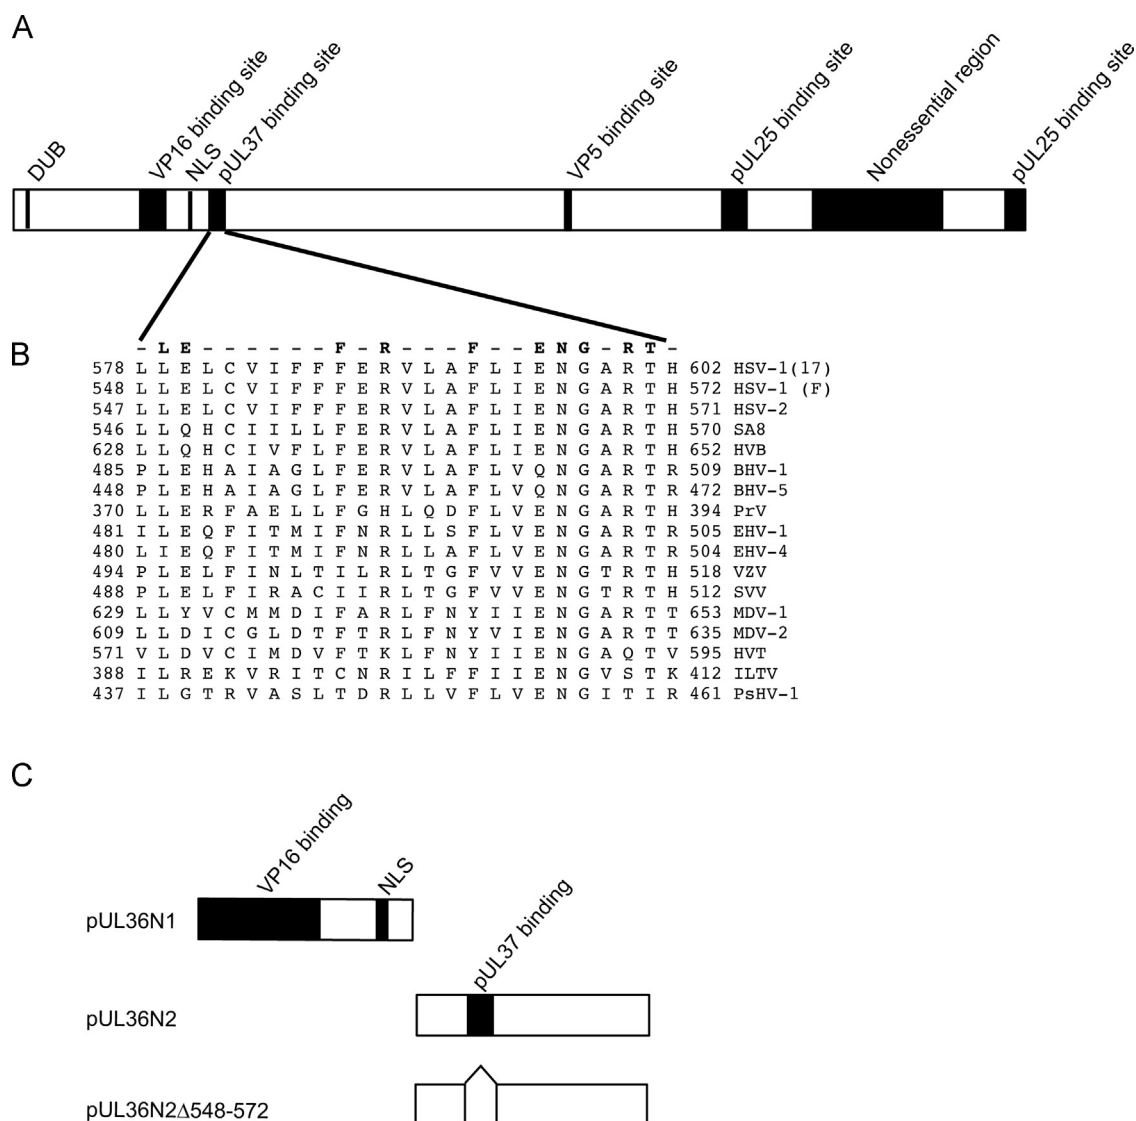 A
DUB
VP16 binding site
NLS
pUL37 binding site
VP5 binding site
pUL25 binding site
Nonessential region
pUL25 binding site
B
- L E - - - - - - F - R - - - F - - E N G - R T -
578 L L E L C V I F F F E R V L A F L I E N G A R T H 602 HSV-1(17)
548 L L E L C V I F F F E R V L A F L I E N G A R T H 572 HSV-1 (F)
547 L L E L C V I F F F E R V L A F L I E N G A R T H 571 HSV-2
546 L L Q H C I I L L F E R V L A F L I E N G A R T H 570 SA8
628 L L Q H C I V F L F E R V L A F L I E N G A R T H 652 HVB
485 P L E H A I A G L F E R V L A F L V Q N G A R T R 509 BHV-1
448 P L E H A I A G L F E R V L A F L V Q N G A R T R 472 BHV-5
370 L L E R F A E L L F G H L Q D F L V E N G A R T H 394 PrV
481 I L E Q F I T M I F N R L L S F L V E N G A R T R 505 EHV-1
480 L I E Q F I T M I F N R L L A F L V E N G A R T R 504 EHV-4
494 P L E L F I N L T I L R L T G F V V E N G T R T H 518 VZV
488 P L E L F I R A C I I R L T G F V V E N G T R T H 512 SVV
629 L L Y V C M M D I F A R L F N Y I I E N G A R T T 653 MDV-1
609 L L D I C G L D T F T R L F N Y V I E N G A R T T 635 MDV-2
571 V L D V C I M D V F T K L F N Y I I E N G A Q T V 595 HVT
388 I L R E K V R I T C N R I L F F I I E N G V S T K 412 ILTV
437 I L G T R V A S L T D R L L V F L V E N G I T I R 461 PsHV-1
C
VP16 binding
NLS
pUL36N1
pUL37 binding
pUL36N2
pUL36N2Δ548-572